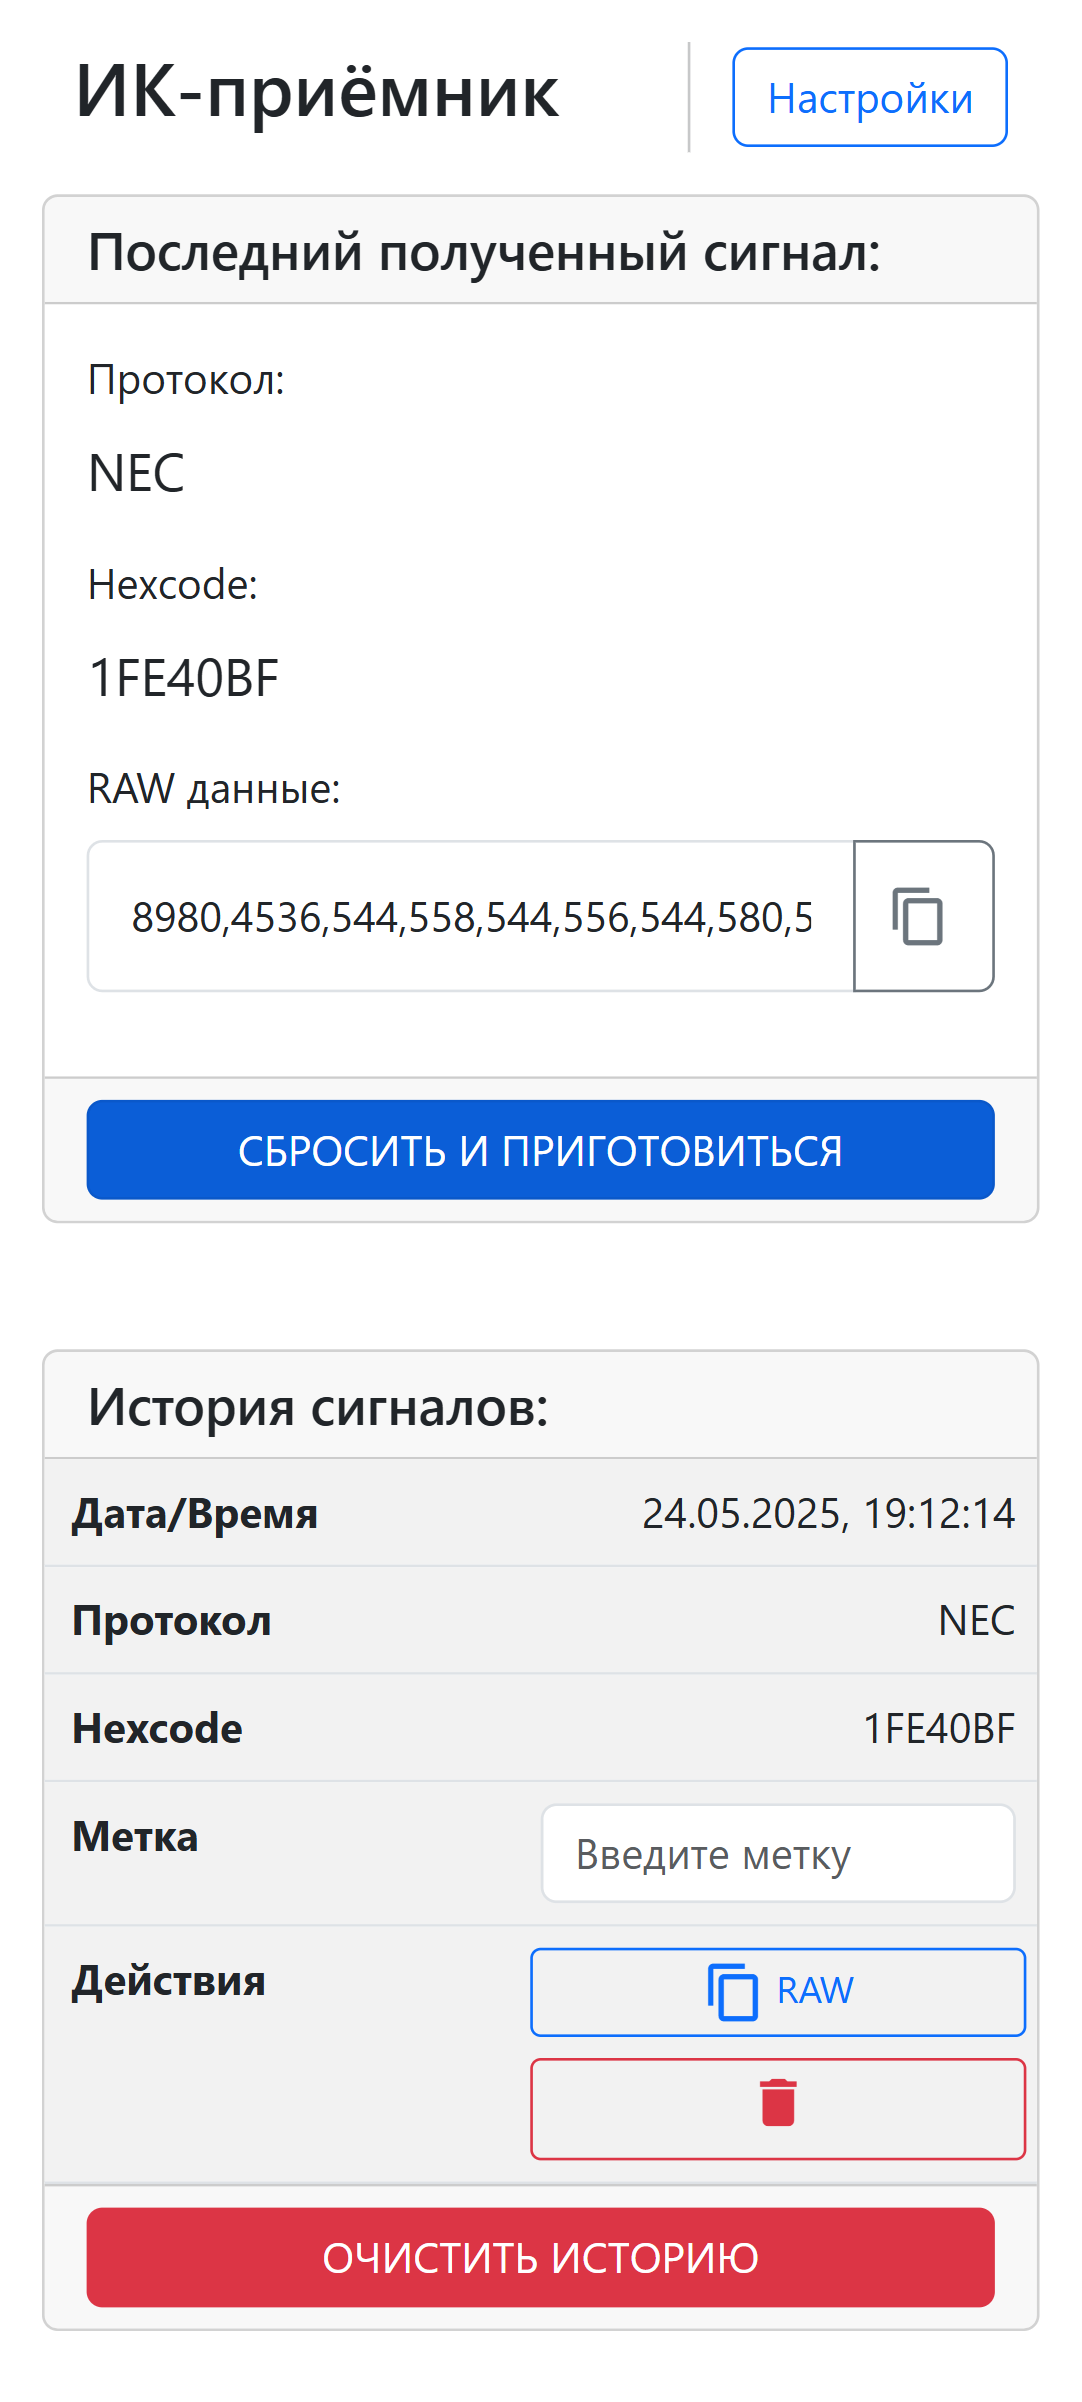 ИК-приёмник
Настройки
Последний полученный сигнал:
Протокол:
NEC
Hexcode:
1FE40BF
RAW данные:
8980,4536,544,558,544,556,544,580,5
СБРОСИТЬ И ПРИГОТОВИТЬСЯ
История сигналов:
Дата/Время 24.05.2025, 19:12:14
Протокол NEC
Hexcode 1FE40BF
Метка Введите метку
Действия RAW
ОЧИСТИТЬ ИСТОРИЮ